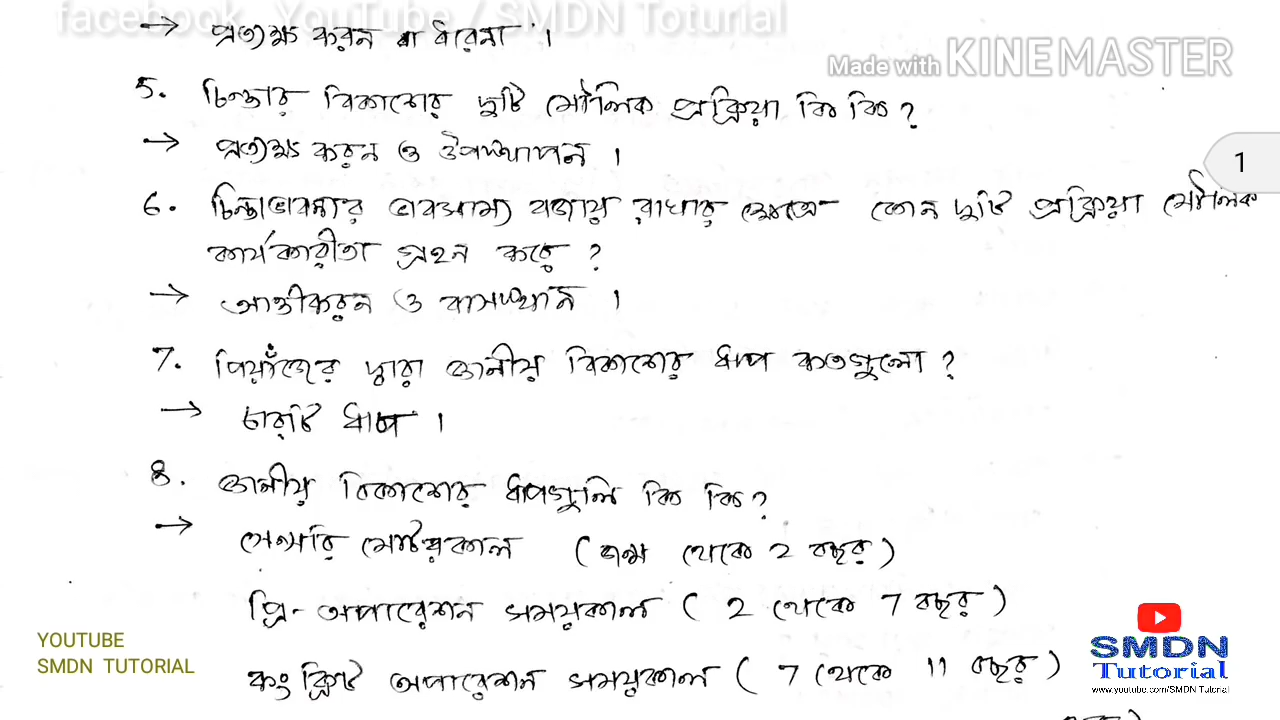 facebook, YouTube / SMDN Toturial
→ প্রত্যক্ষ করন বা ধারনা ।
Made with KINEMASTER
5. চিন্তার বিকাশের দুটি মৌলিক প্রক্রিয়া কি কি?
→ প্রত্যক্ষ করন ও উপস্থাপন ।
1
6. চিন্তাভাবনার ভাবসাম্য বজায় রাখার ক্ষেত্রে কোন দুটি প্রক্রিয়া মৌলিক
কার্যকারীতা গ্রহন করে ?
→ আত্তীকরন ও বাসস্থান ।
7. পিয়াঁজের দ্বারা জ্ঞানীয় বিকাশের ধাপ কতগুলো ?
→ চারটি ধাপ ।
8. জ্ঞানীয় বিকাশের ধাপগুলি কি কি?
→ সেন্সরি মোটরকাল ( জন্ম থেকে 2 বছর )
প্রি-অপারেশন সময়কাল ( 2 থেকে 7 বছর )
YOUTUBE
SMDN TUTORIAL
কংক্রিট অপারেশন সময়কাল ( 7 থেকে 11 বছর )
SMDN
Tutorial
www.youtube.com/SMDN Tutorial